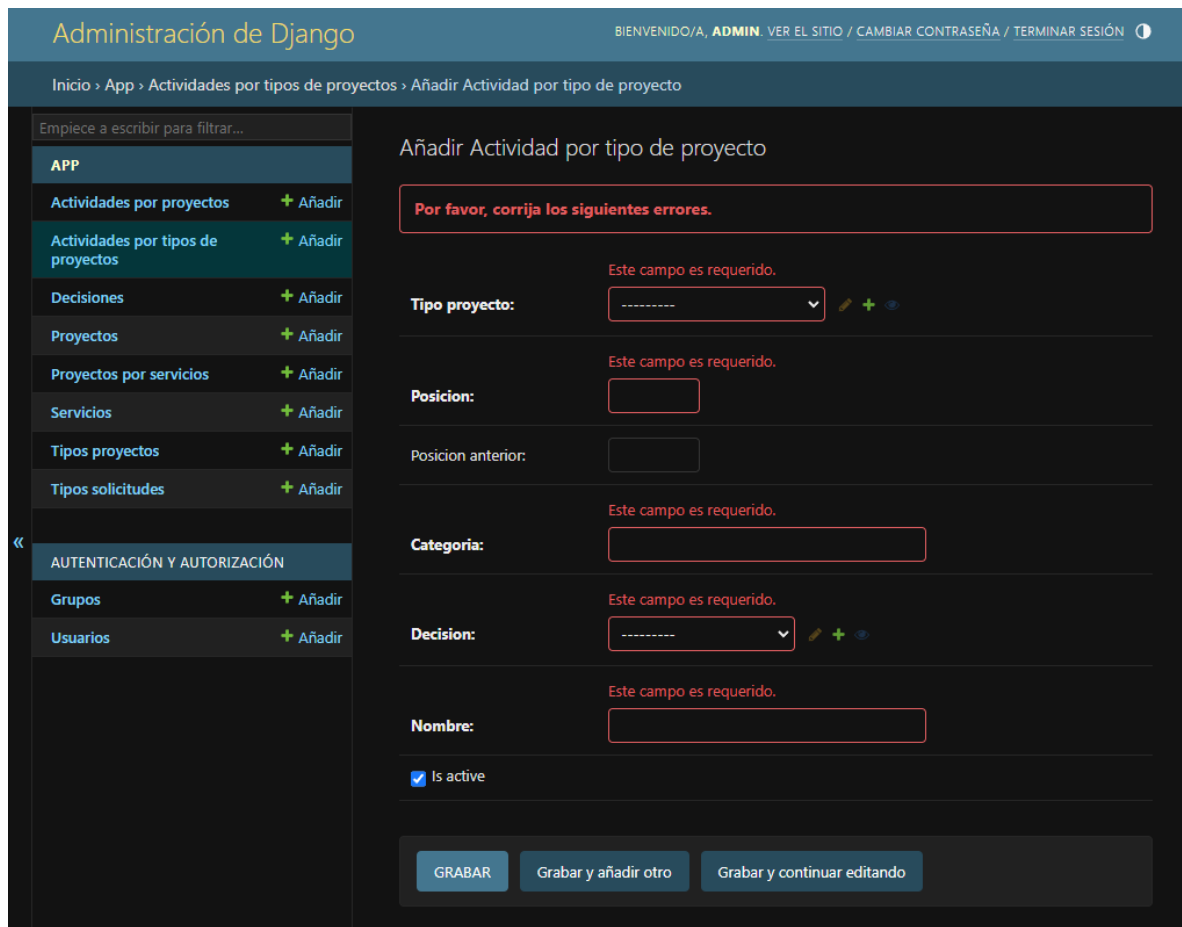 Administración de Django
BIENVENIDO/A, ADMIN. VER EL SITIO / CAMBIAR CONTRASEÑA / TERMINAR SESIÓN
Inicio › App › Actividades por tipos de proyectos › Añadir Actividad por tipo de proyecto
Empiece a escribir para filtrar...
APP
Actividades por proyectos + Añadir
Actividades por tipos de + Añadir
proyectos
Decisiones + Añadir
Proyectos + Añadir
Proyectos por servicios + Añadir
Servicios + Añadir
Tipos proyectos + Añadir
Tipos solicitudes + Añadir
«
AUTENTICACIÓN Y AUTORIZACIÓN
Grupos + Añadir
Usuarios + Añadir
Añadir Actividad por tipo de proyecto
Por favor, corrija los siguientes errores.
Este campo es requerido.
Tipo proyecto: ---------
Este campo es requerido.
Posicion:
Posicion anterior:
Este campo es requerido.
Categoria:
Este campo es requerido.
Decision: ---------
Este campo es requerido.
Nombre:
Is active
GRABAR Grabar y añadir otro Grabar y continuar editando